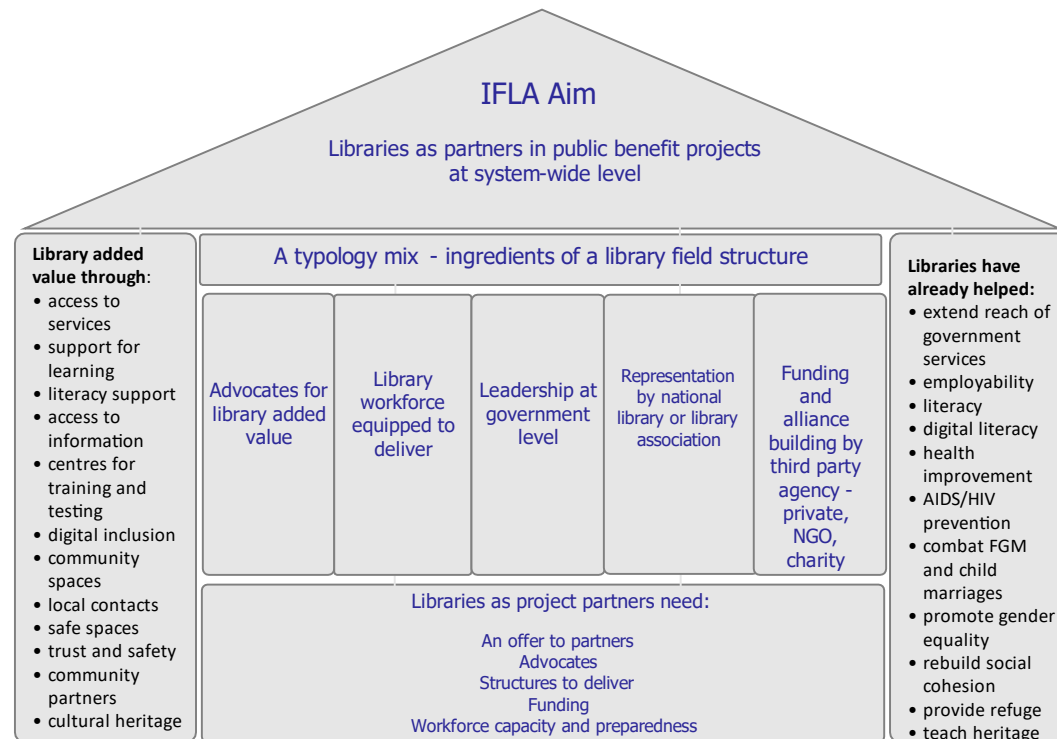 IFLA Aim
Libraries as partners in public benefit projects
at system-wide level
Library added
value through:
• access to
services
• support for
learning
• literacy support
• access to
information
• centres for
training and
testing
• digital inclusion
• community
spaces
• local contacts
• safe spaces
• trust and safety
• community
partners
• cultural heritage
A typology mix - ingredients of a library field structure
Advocates for
library added
value
Library
workforce
equipped to
deliver
Leadership at
government
level
Representation
by national
library or library
association
Funding
and
alliance
building by
third party
agency -
private,
NGO,
charity
Libraries as project partners need:
An offer to partners
Advocates
Structures to deliver
Funding
Workforce capacity and preparedness
Libraries have
already helped:
• extend reach of
government
services
• employability
• literacy
• digital literacy
• health
improvement
• AIDS/HIV
prevention
• combat FGM
and child
marriages
• promote gender
equality
• rebuild social
cohesion
• provide refuge
• teach heritage